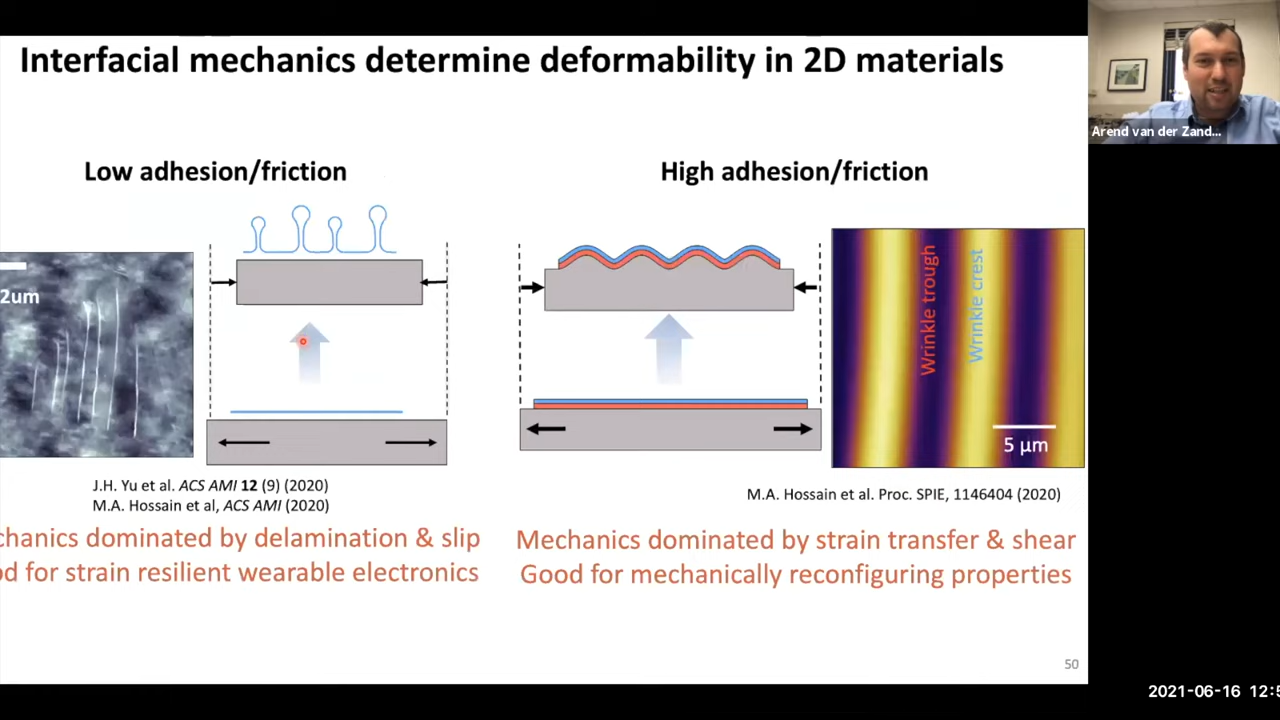 Interfacial mechanics determine deformability in 2D materials
Arend van der Zand...
Low adhesion/friction
High adhesion/friction
2um
Wrinkle trough
Wrinkle crest
5 μm
J.H. Yu et al. ACS AMI 12 (9) (2020)
M.A. Hossain et al, ACS AMI (2020)
M.A. Hossain et al. Proc. SPIE, 1146404 (2020)
chanics dominated by delamination & slip
od for strain resilient wearable electronics
Mechanics dominated by strain transfer & shear
Good for mechanically reconfiguring properties
50
2021-06-16 12:5